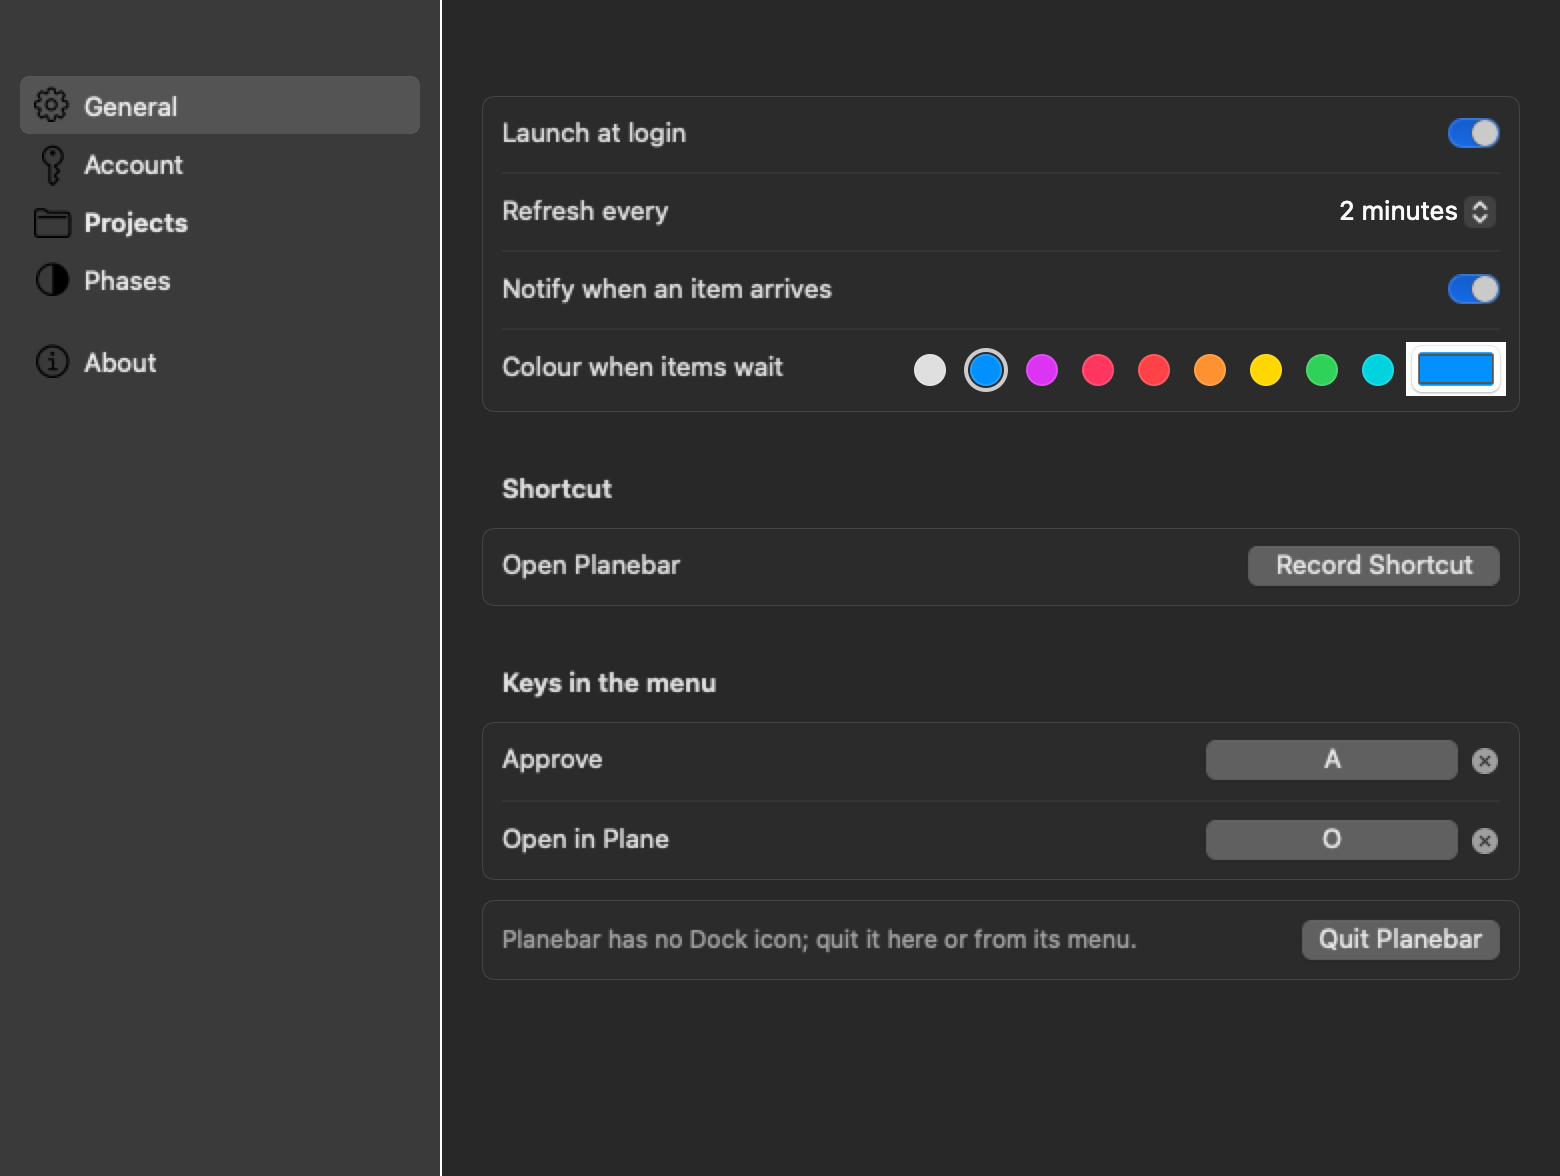 General
Account
Projects
Phases
About
Launch at login
Refresh every
2 minutes
Notify when an item arrives
Colour when items wait
Shortcut
Open Planebar
Record Shortcut
Keys in the menu
Approve
A
Open in Plane
O
Planebar has no Dock icon; quit it here or from its menu.
Quit Planebar